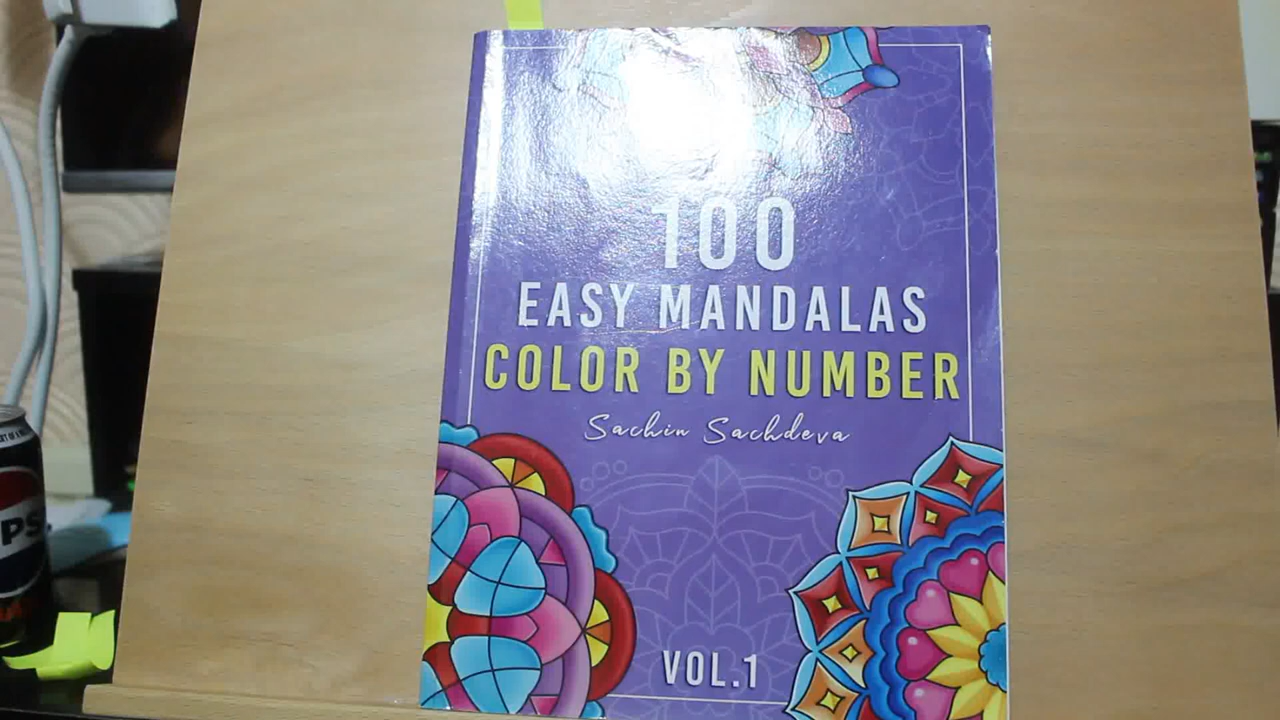 100
EASY MANDALAS
COLOR BY NUMBER
Sachin Sachdeva
VOL.1